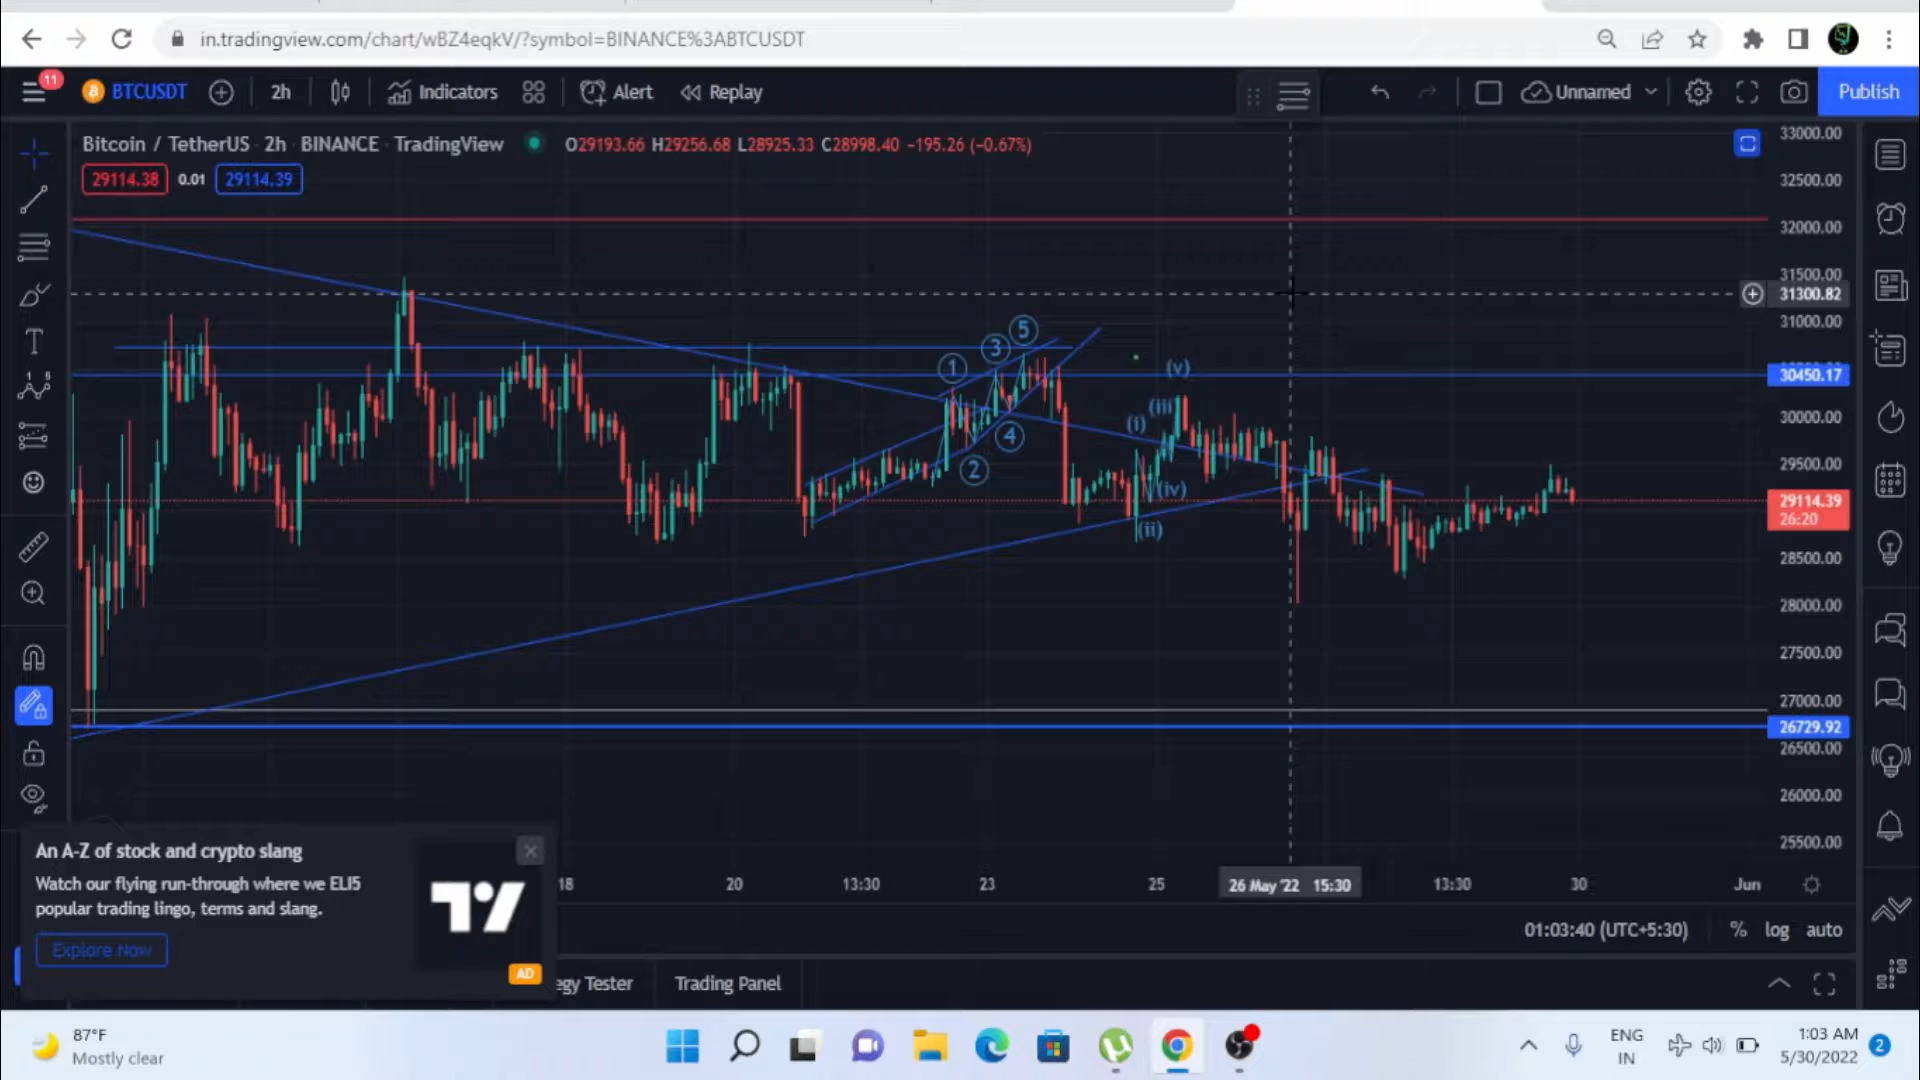 in.tradingview.com/chart/wBZ4eqkV/?symbol=BINANCE%3ABTCUSDT
11
BTCUSDT
2h
Indicators
Alert
Replay
Unnamed
Publish
Bitcoin / TetherUS · 2h · BINANCE · TradingView
O29193.66 H29256.68 L28925.33 C28998.40 -195.26 (-0.67%)
29114.38 0.01 29114.39
33000.00
32500.00
32000.00
31500.00
31300.82
31000.00
30450.17
30000.00
29500.00
29114.39
26:20
28500.00
28000.00
27500.00
27000.00
26729.92
26500.00
26000.00
25500.00
1
2
3
4
5
(i)
(ii)
(iii)
(iv)
(v)
18
20
13:30
23
25
26 May '22 15:30
13:30
30
Jun
01:03:40 (UTC+5:30)
%
log
auto
An A-Z of stock and crypto slang
Watch our flying run-through where we ELI5
popular trading lingo, terms and slang.
Explore Now
AD
egy Tester
Trading Panel
87°F
Mostly clear
ENG
IN
1:03 AM
5/30/2022
2